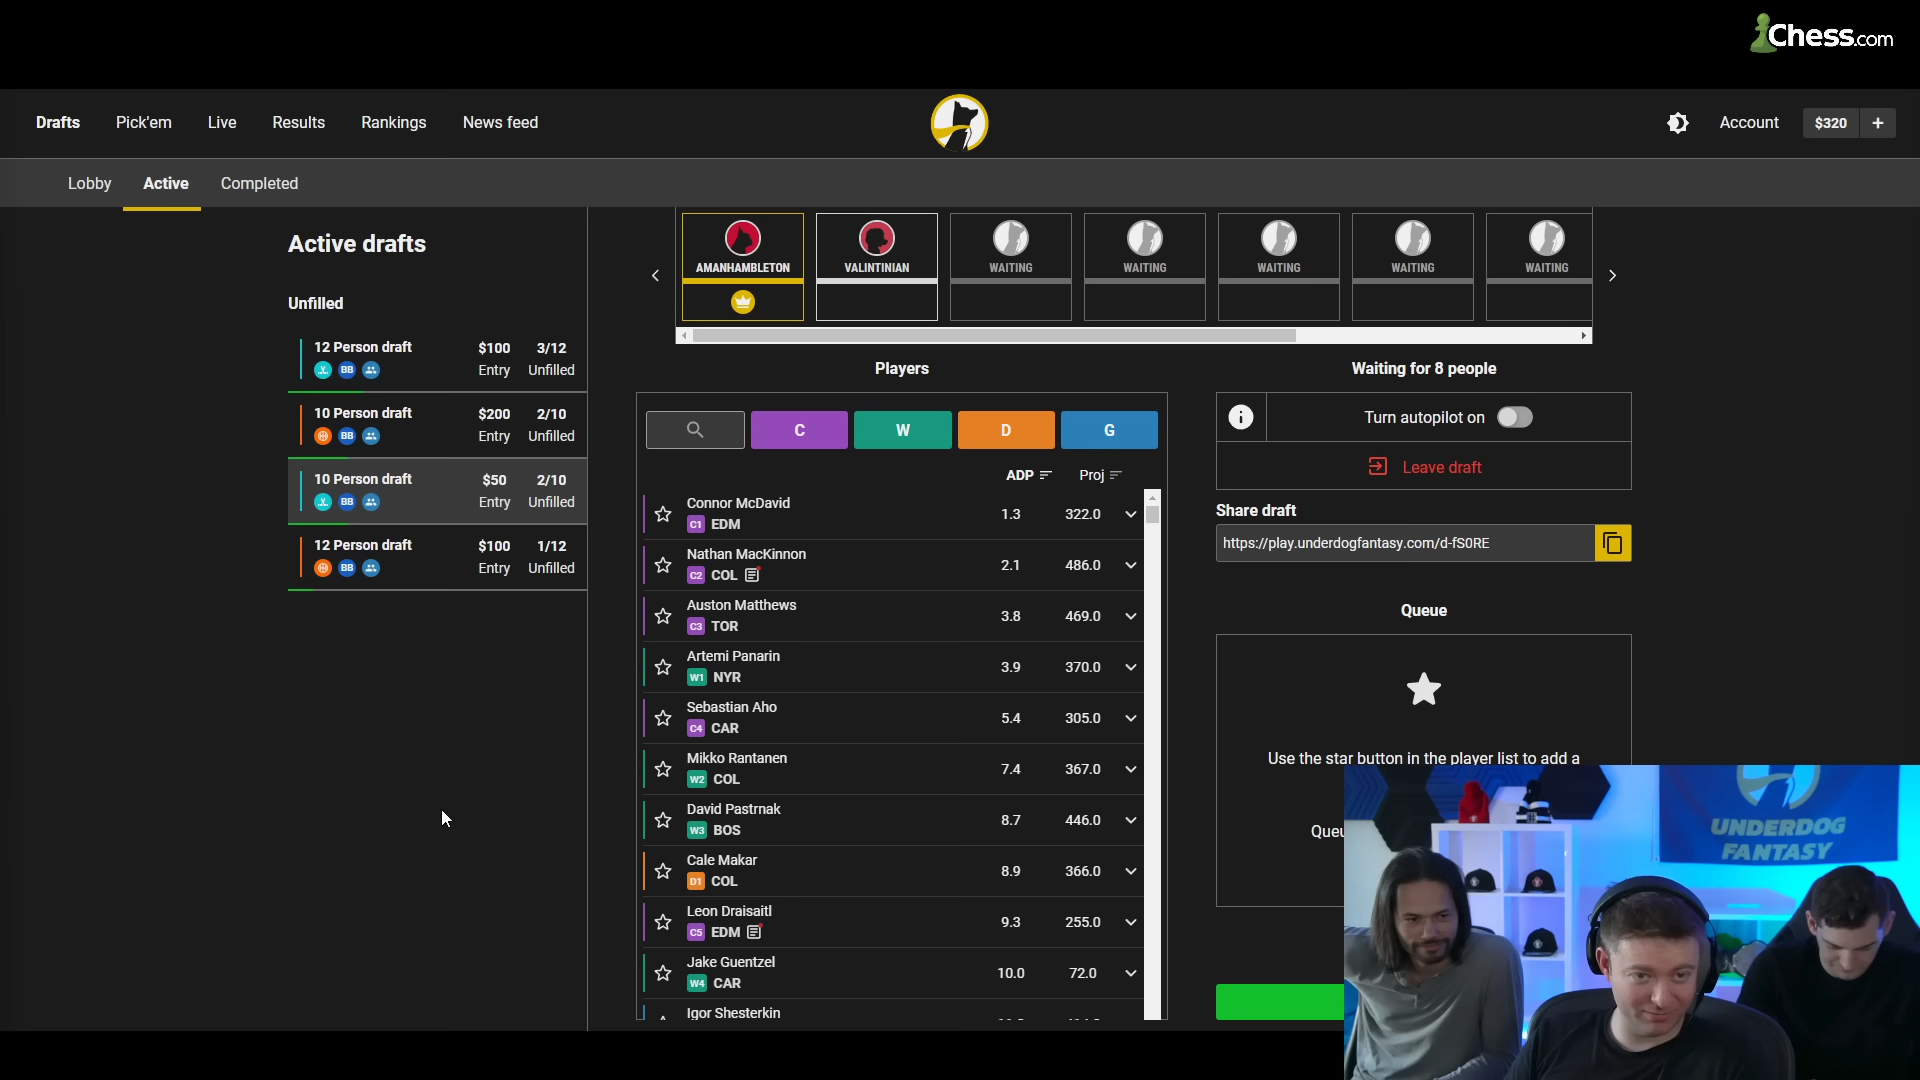 Chess.com
Drafts Pick'em Live Results Rankings News feed
Account $320 +
Lobby Active Completed
Active drafts
Unfilled
12 Person draft $100 3/12
BB Entry Unfilled
10 Person draft $200 2/10
BB Entry Unfilled
10 Person draft $50 2/10
BB Entry Unfilled
12 Person draft $100 1/12
BB Entry Unfilled
AMANHAMBLETON VALINTINIAN WAITING WAITING WAITING WAITING WAITING
Players
C W D G
ADP Proj
Connor McDavid
C1 EDM 1.3 322.0
Nathan MacKinnon
C2 COL 2.1 486.0
Auston Matthews
C3 TOR 3.8 469.0
Artemi Panarin
W1 NYR 3.9 370.0
Sebastian Aho
C4 CAR 5.4 305.0
Mikko Rantanen
W2 COL 7.4 367.0
David Pastrnak
W3 BOS 8.7 446.0
Cale Makar
D1 COL 8.9 366.0
Leon Draisaitl
C5 EDM 9.3 255.0
Jake Guentzel
W4 CAR 10.0 72.0
Igor Shesterkin
Waiting for 8 people
Turn autopilot on
Leave draft
Share draft
https://play.underdogfantasy.com/d-fS0RE
Queue
Use the star button in the player list to add a
UNDERDOG
FANTASY